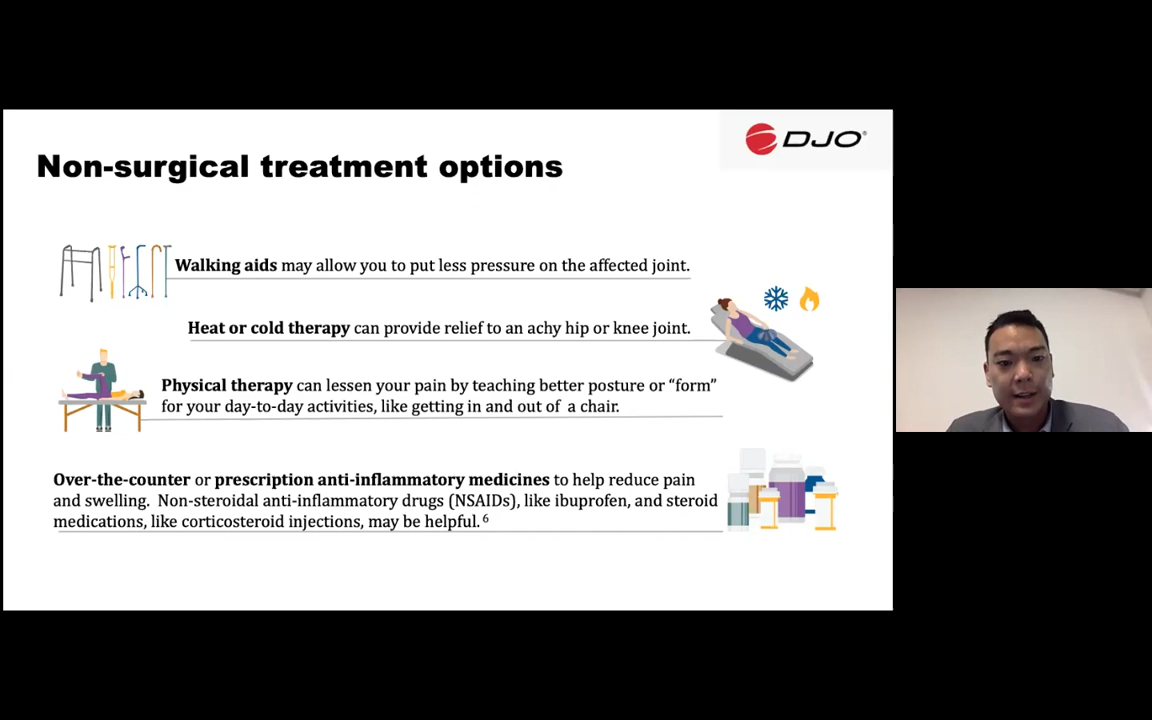 DJO®
Non-surgical treatment options
Walking aids may allow you to put less pressure on the affected joint.
Heat or cold therapy can provide relief to an achy hip or knee joint.
Physical therapy can lessen your pain by teaching better posture or “form”
for your day-to-day activities, like getting in and out of a chair.
Over-the-counter or prescription anti-inflammatory medicines to help reduce pain
and swelling. Non-steroidal anti-inflammatory drugs (NSAIDs), like ibuprofen, and steroid
medications, like corticosteroid injections, may be helpful. 6